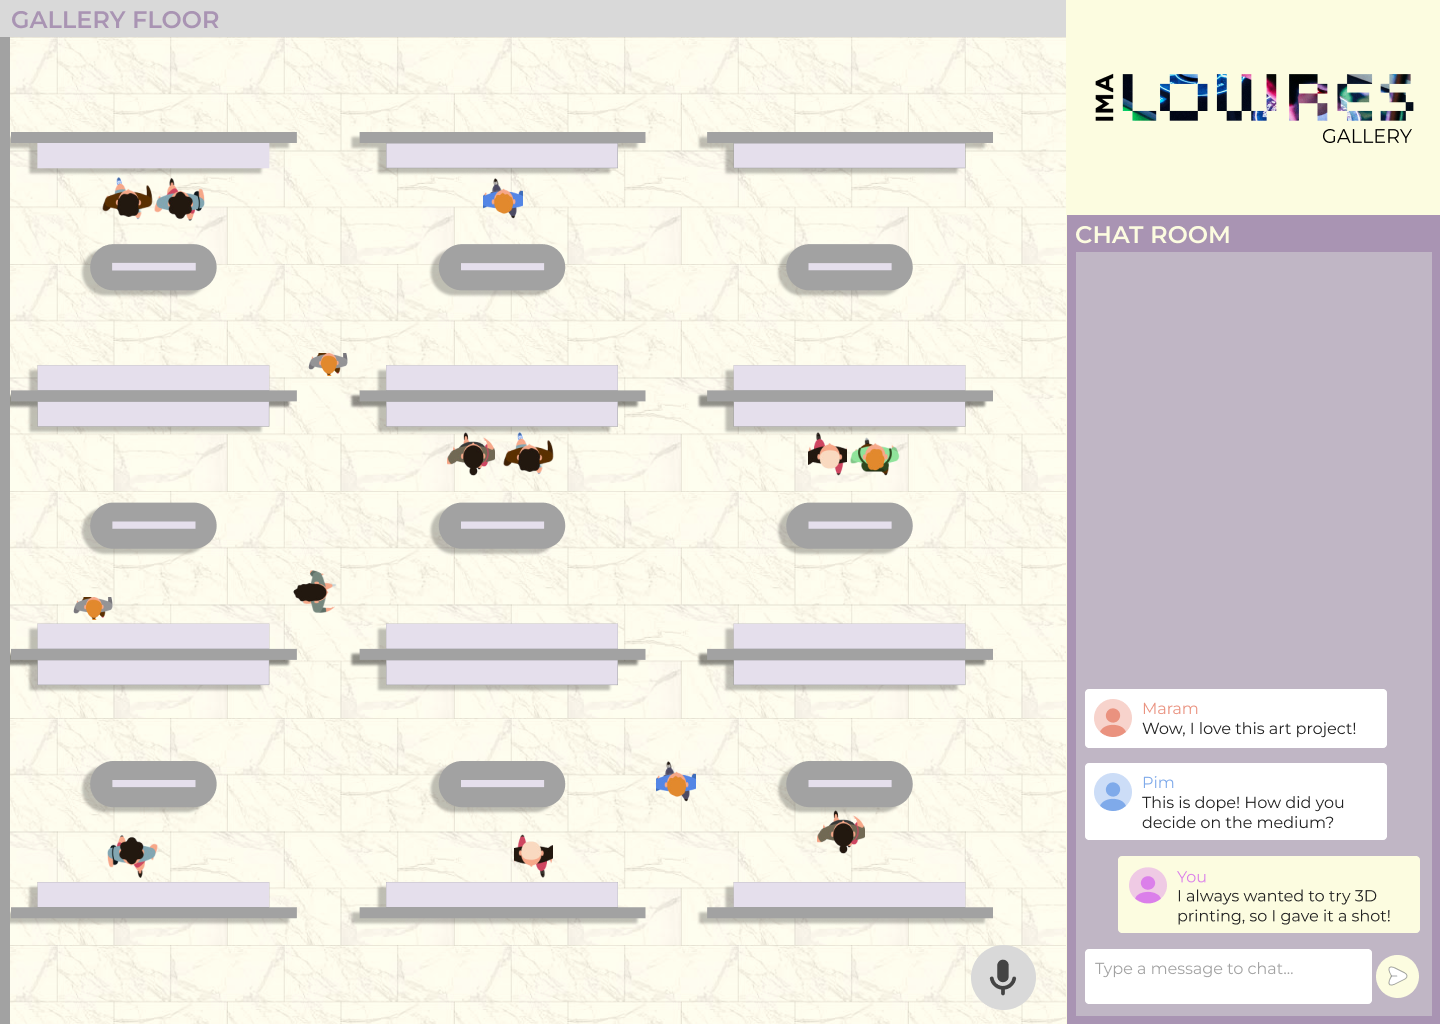 GALLERY FLOOR
IMA LOWRES
GALLERY
CHAT ROOM
Maram
Wow, I love this art project!
Pim
This is dope! How did you
decide on the medium?
You
I always wanted to try 3D
printing, so I gave it a shot!
Type a message to chat...